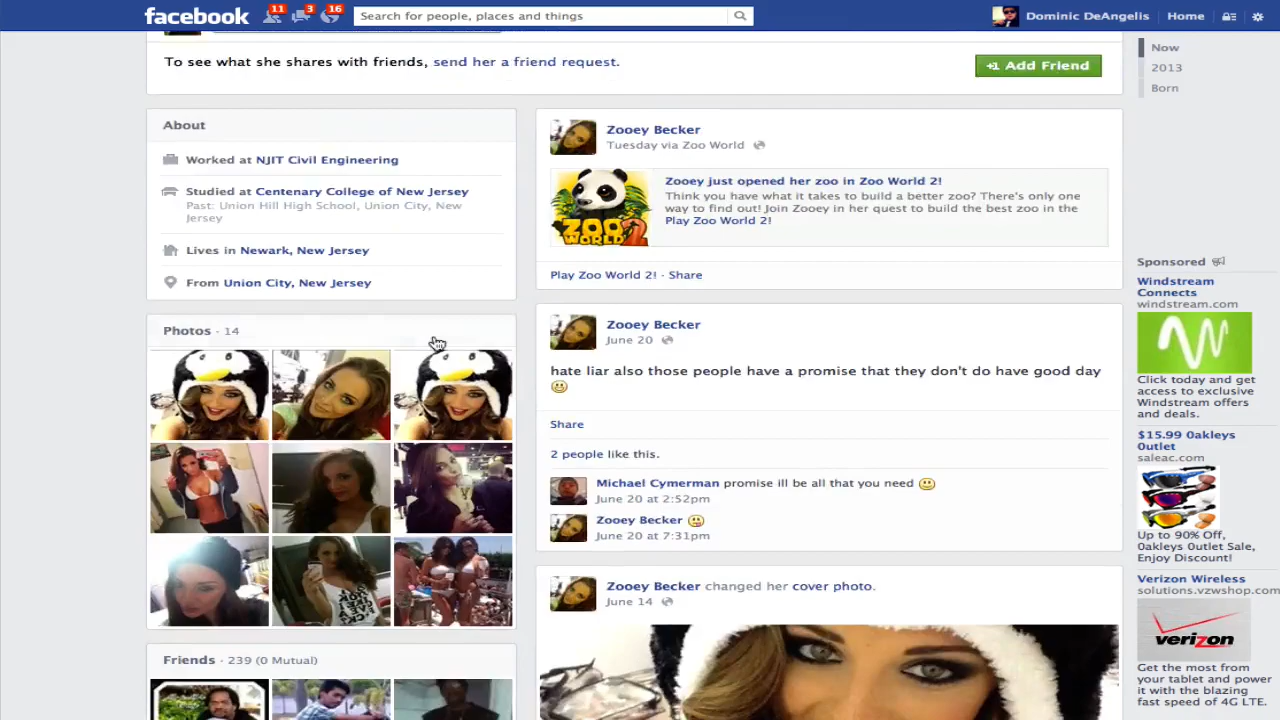 facebook
11
3
16
Search for people, places and things
Dominic DeAngelis
Home
To see what she shares with friends, send her a friend request.
+1 Add Friend
Now
2013
Born
About
Worked at NJIT Civil Engineering
Studied at Centenary College of New Jersey
Past: Union Hill High School, Union City, New
Jersey
Lives in Newark, New Jersey
From Union City, New Jersey
Photos · 14
Friends · 239 (0 Mutual)
Zooey Becker
Tuesday via Zoo World
ZOO
WORLD 2
Zooey just opened her zoo in Zoo World 2!
Think you have what it takes to build a better zoo? There's only one
way to find out! Join Zooey in her quest to build the best zoo in the
Play Zoo World 2!
Play Zoo World 2! · Share
Zooey Becker
June 20
hate liar also those people have a promise that they don't do have good day
Share
2 people like this.
Michael Cymerman promise ill be all that you need
June 20 at 2:52pm
Zooey Becker
June 20 at 7:31pm
Zooey Becker changed her cover photo.
June 14
Sponsored
Windstream
Connects
windstream.com
Click today and get
access to exclusive
Windstream offers
and deals.
$15.99 0akleys
0utlet
saleac.com
Up to 90% Off,
0akleys 0utlet Sale,
Enjoy Discount!
Verizon Wireless
solutions.vzwshop.com
verizon
Get the most from
your tablet and power
it with the blazing
fast speed of 4G LTE.